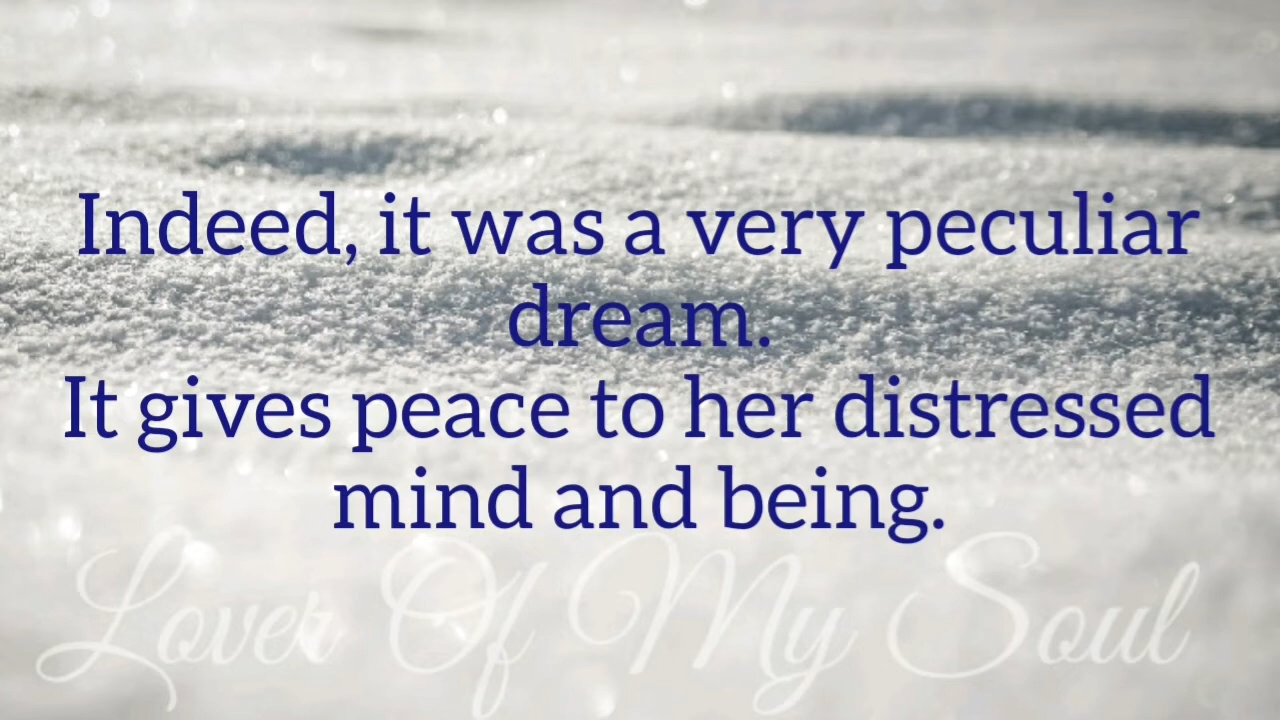 Indeed, it was a very peculiar
dream.
It gives peace to her distressed
mind and being.
Lover Of My Soul